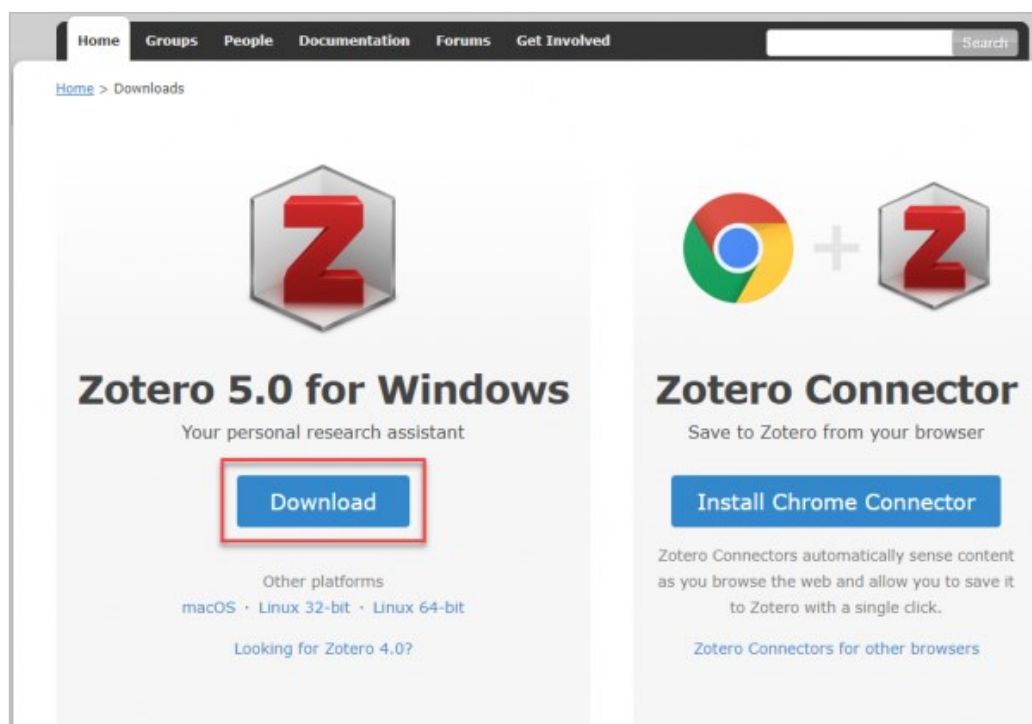 Home Groups People Documentation Forums Get Involved Search
Home > Downloads
Z
Z
Zotero 5.0 for Windows
Your personal research assistant
Download
Other platforms
macOS · Linux 32-bit · Linux 64-bit
Looking for Zotero 4.0?
Zotero Connector
Save to Zotero from your browser
Install Chrome Connector
Zotero Connectors automatically sense content
as you browse the web and allow you to save it
to Zotero with a single click.
Zotero Connectors for other browsers